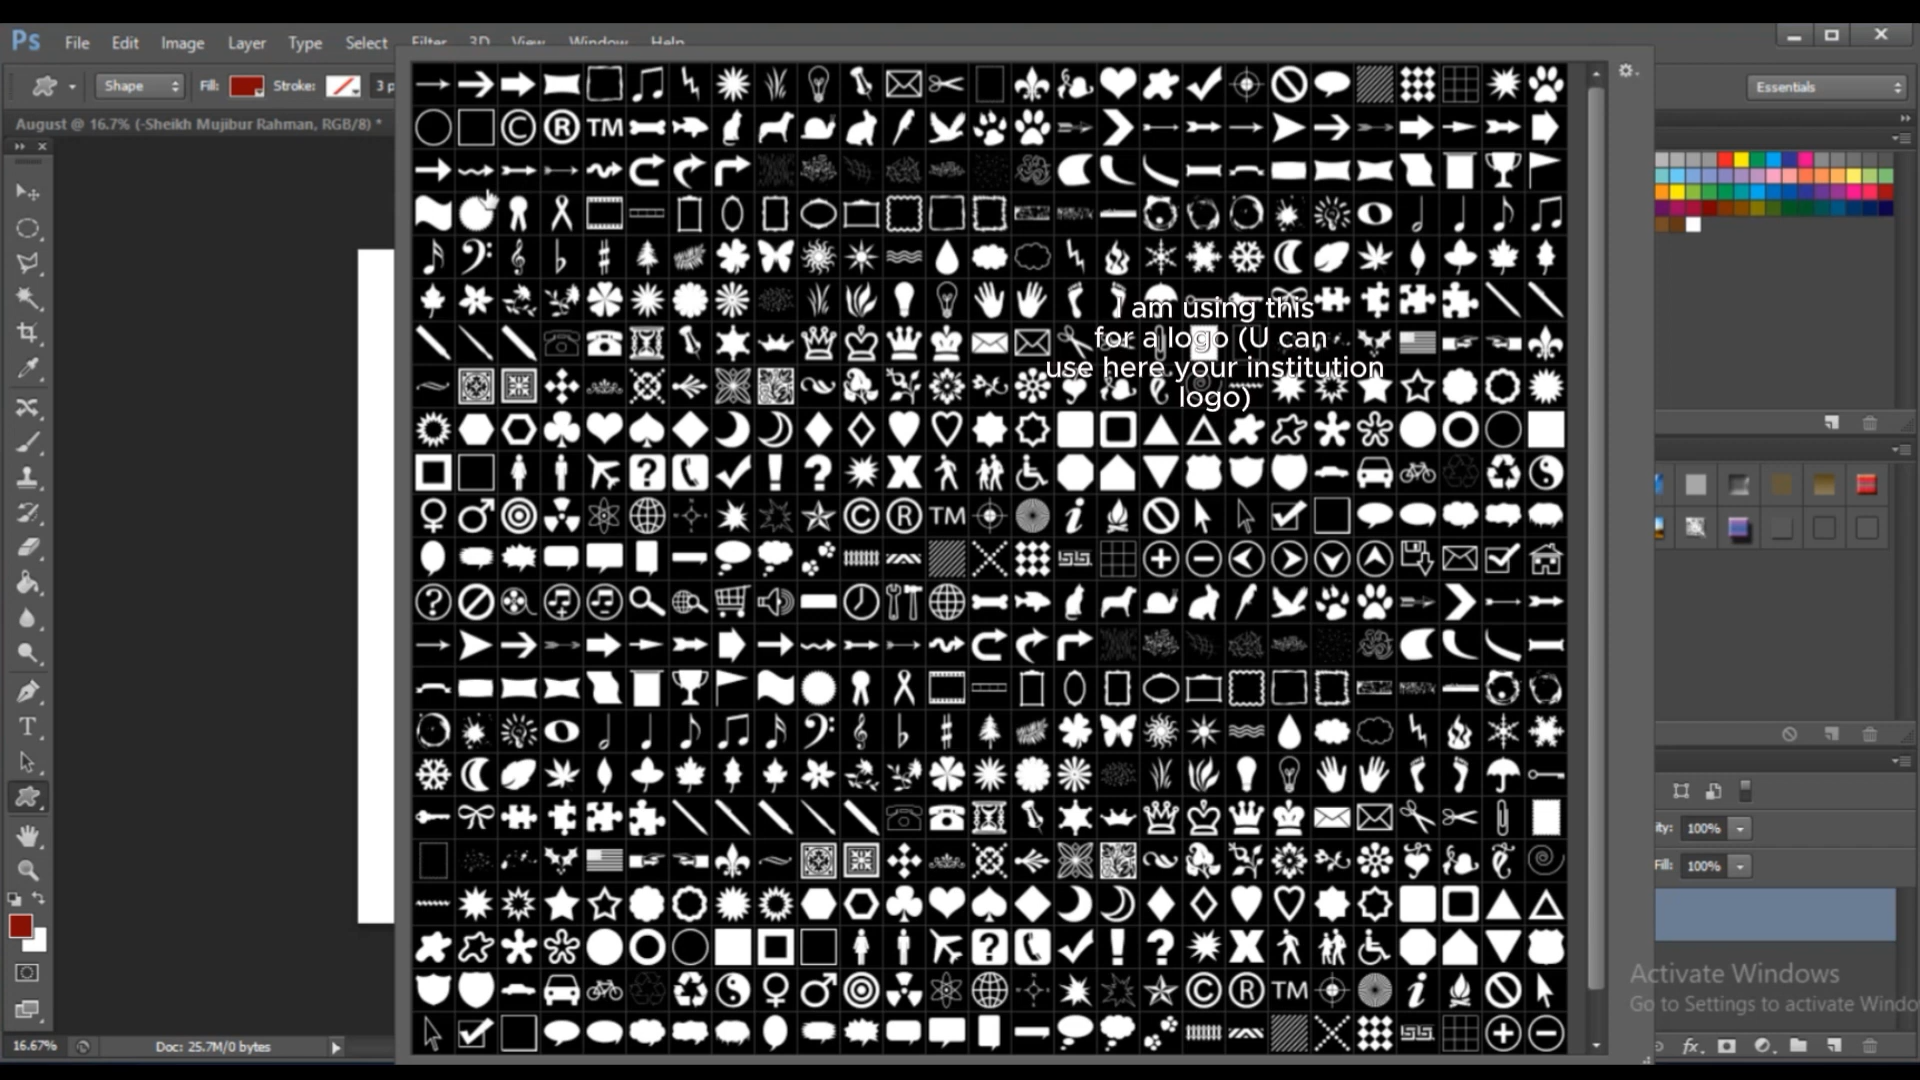 Ps File Edit Image Layer Type Select Filter 3D View Window Help
Shape Fill: Stroke: 3 p
Essentials
August @ 16.7% (-Sheikh Mujibur Rahman, RGB/8) *
I am using this
for a logo (U can
use here your institution
logo)
ity: 100%
Fill: 100%
Activate Windows
Go to Settings to activate Windo
16.67% Doc: 25.7M/0 bytes
fx